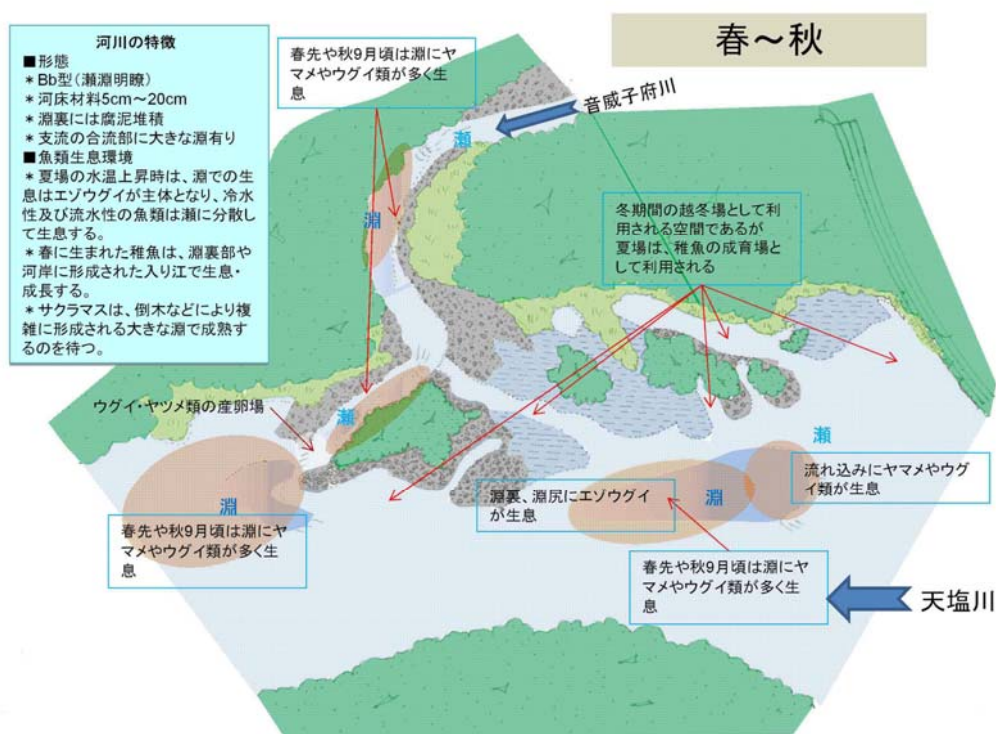 春～秋
河川の特徴
■形態
＊Bb型（瀬淵明瞭）
＊河床材料5cm～20cm
＊淵裏には腐泥堆積
＊支流の合流部に大きな淵有り
■魚類生息環境
＊夏場の水温上昇時は、淵での生
息はエゾウグイが主体となり、冷水
性及び流水性の魚類は瀬に分散し
て生息する。
＊春に生まれた稚魚は、淵裏部や
河岸に形成された入り江で生息・
成長する。
＊サクラマスは、倒木などにより複
雑に形成される大きな淵で成熟す
るのを待つ。
春先や秋9月頃は淵にヤ
マメやウグイ類が多く生
息
音威子府川
瀬
淵
冬期間の越冬場として利
用される空間であるが
夏場は、稚魚の成育場
として利用される
ウグイ・ヤツメ類の産卵場
瀬
瀬
淵
春先や秋9月頃は淵にヤ
マメやウグイ類が多く生
息
淵裏、淵尻にエゾウグイ
が生息
淵
流れ込みにヤマメやウグ
イ類が生息
春先や秋9月頃は淵にヤ
マメやウグイ類が多く生
息
天塩川